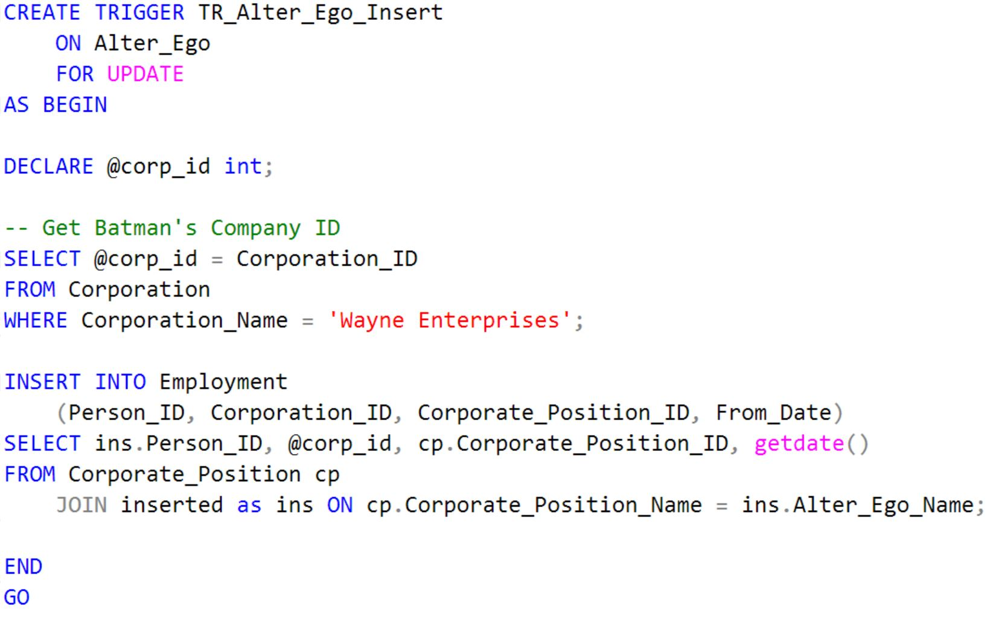 CREATE TRIGGER TR_Alter_Ego_Insert
ON Alter_Ego
FOR UPDATE
AS BEGIN
DECLARE @corp_id int;
-- Get Batman's Company ID
SELECT @corp_id = Corporation_ID
FROM Corporation
WHERE Corporation_Name = 'Wayne Enterprises';
INSERT INTO Employment
(Person_ID, Corporation_ID, Corporate_Position_ID, From_Date)
SELECT ins.Person_ID, @corp_id, cp.Corporate_Position_ID, getdate()
FROM Corporate_Position cp
JOIN inserted as ins ON cp.Corporate_Position_Name = ins.Alter_Ego_Name;
END
GO